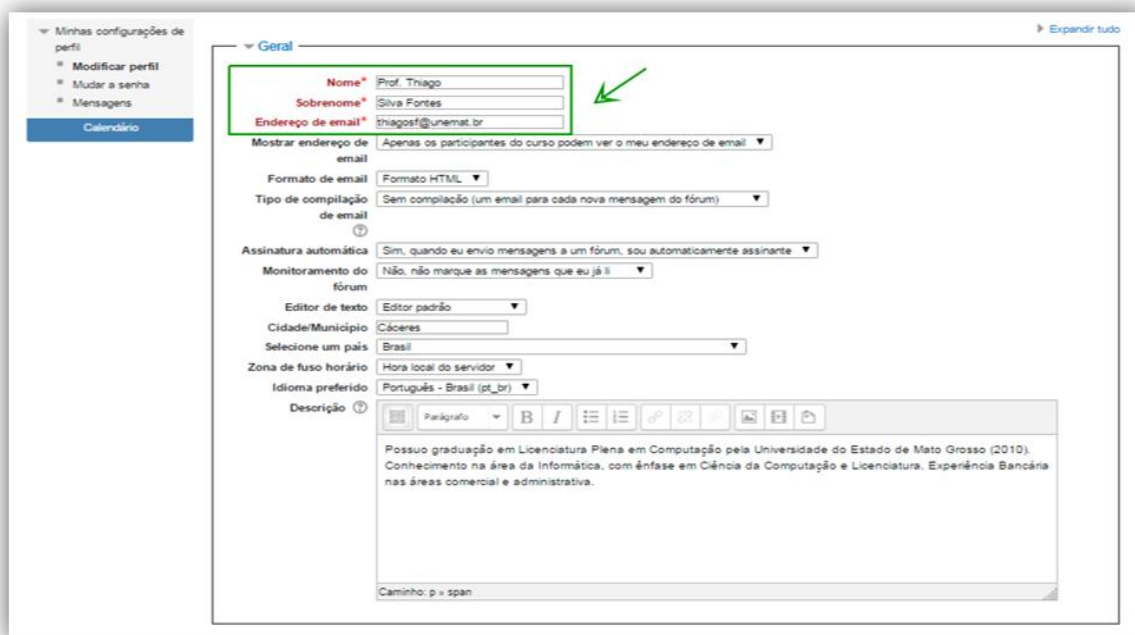 Minhas configurações de
perfil
Modificar perfil
Mudar a senha
Mensagens
Calendário
Expandir tudo
Geral
Nome* Prof. Thiago
Sobrenome* Silva Fontes
Endereço de email* thiagosf@unemat.br
Mostrar endereço de
email
Apenas os participantes do curso podem ver o meu endereço de email
Formato de email Formato HTML
Tipo de compilação
de email
Sem compilação (um email para cada nova mensagem do fórum)
Assinatura automática Sim, quando eu envio mensagens a um fórum, sou automaticamente assinante
Monitoramento do
fórum
Não, não marque as mensagens que eu já li
Editor de texto Editor padrão
Cidade/Município Cáceres
Selecione um país Brasil
Zona de fuso horário Hora local do servidor
Idioma preferido Português - Brasil (pt_br)
Descrição
Parágrafo B I
Possuo graduação em Licenciatura Plena em Computação pela Universidade do Estado de Mato Grosso (2010).
Conhecimento na área da Informática, com ênfase em Ciência da Computação e Licenciatura. Experiência Bancária
nas áreas comercial e administrativa.
Caminho: p » span